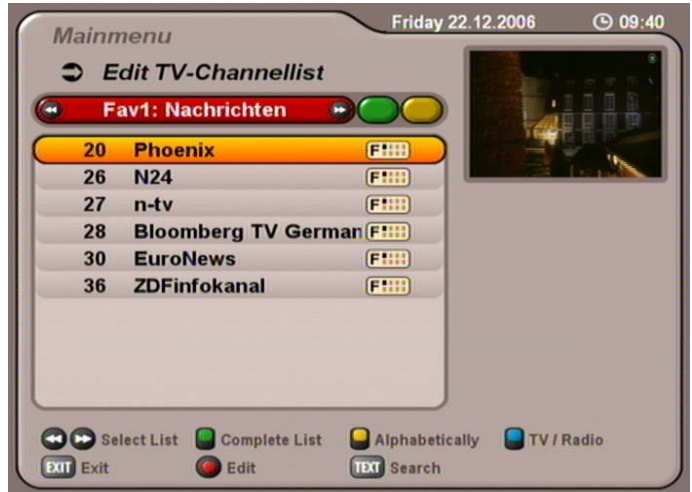 Mainmenu
Friday 22.12.2006 09:40
Edit TV-Channellist
Fav1: Nachrichten
20 Phoenix F
26 N24 F
27 n-tv F
28 Bloomberg TV German F
30 EuroNews F
36 ZDFinfokanal F
Select List Complete List Alphabetically TV / Radio
EXIT Exit Edit TEXT Search